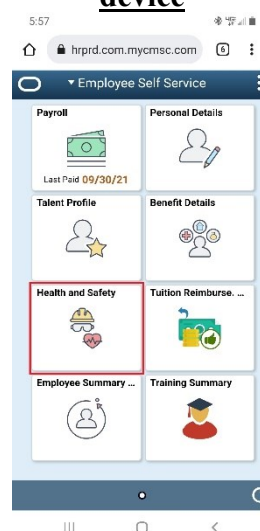 device
5:57
hrprd.com.mycmsc.com 6
Employee Self Service
Payroll Personal Details
Last Paid 09/30/21
Talent Profile Benefit Details
Health and Safety Tuition Reimburse. ...
Employee Summary ... Training Summary